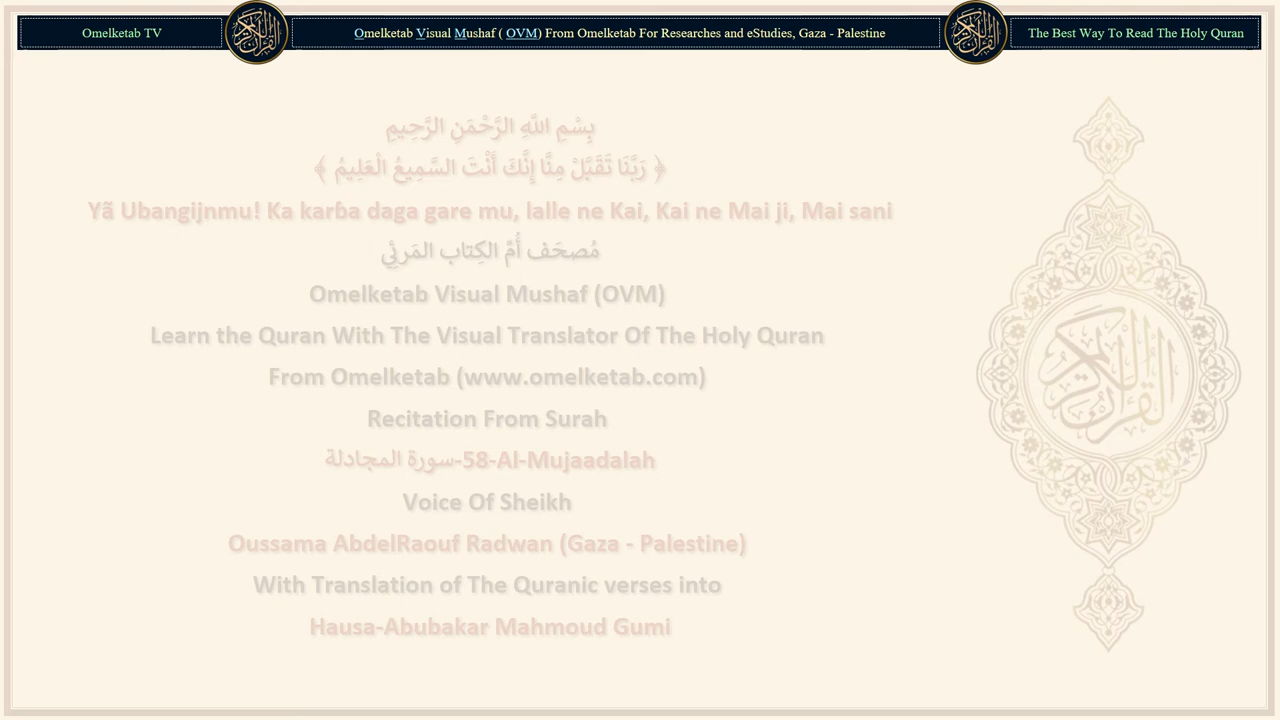 Omelketab TV
Omelketab Visual Mushaf ( OVM) From Omelketab For Researches and eStudies, Gaza - Palestine
The Best Way To Read The Holy Quran
بِسْمِ اللَّهِ الرَّحْمَنِ الرَّحِيمِ
﴿ رَبَّنَا تَقَبَّلْ مِنَّا إِنَّكَ أَنْتَ السَّمِيعُ الْعَلِيمُ ﴾
Yã Ubangijnmu! Ka karɓa daga gare mu, lalle ne Kai, Kai ne Mai ji, Mai sani
مُصحَف أُمِّ الكِتاب المَرئِي
Omelketab Visual Mushaf (OVM)
Learn the Quran With The Visual Translator Of The Holy Quran
From Omelketab (www.omelketab.com)
Recitation From Surah
سورة المجادلة-58-Al-Mujaadalah
Voice Of Sheikh
Oussama AbdelRaouf Radwan (Gaza - Palestine)
With Translation of The Quranic verses into
Hausa-Abubakar Mahmoud Gumi
القرآن الكريم